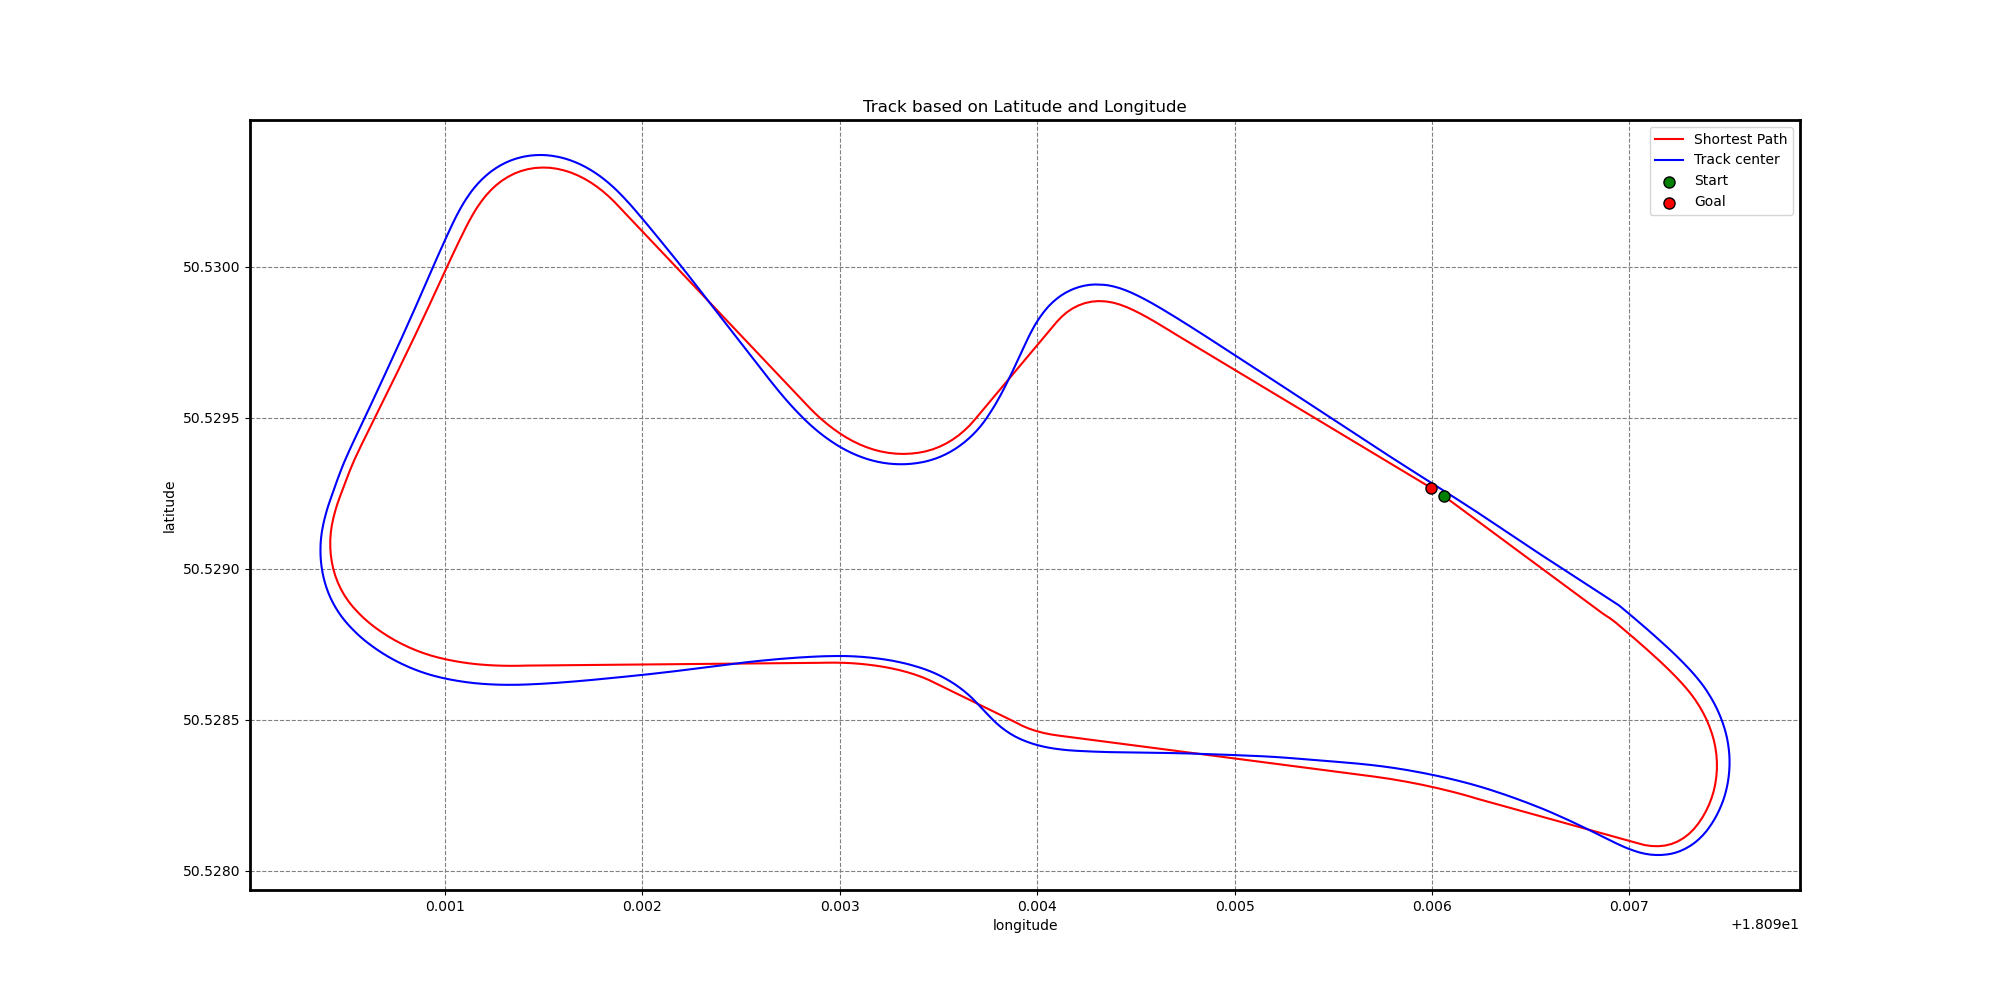 Track based on Latitude and Longitude
Shortest Path
Track center
Start
Goal
50.5300
50.5295
50.5290
50.5285
50.5280
latitude
0.001 0.002 0.003 0.004 0.005 0.006 0.007
longitude
+1.809e1